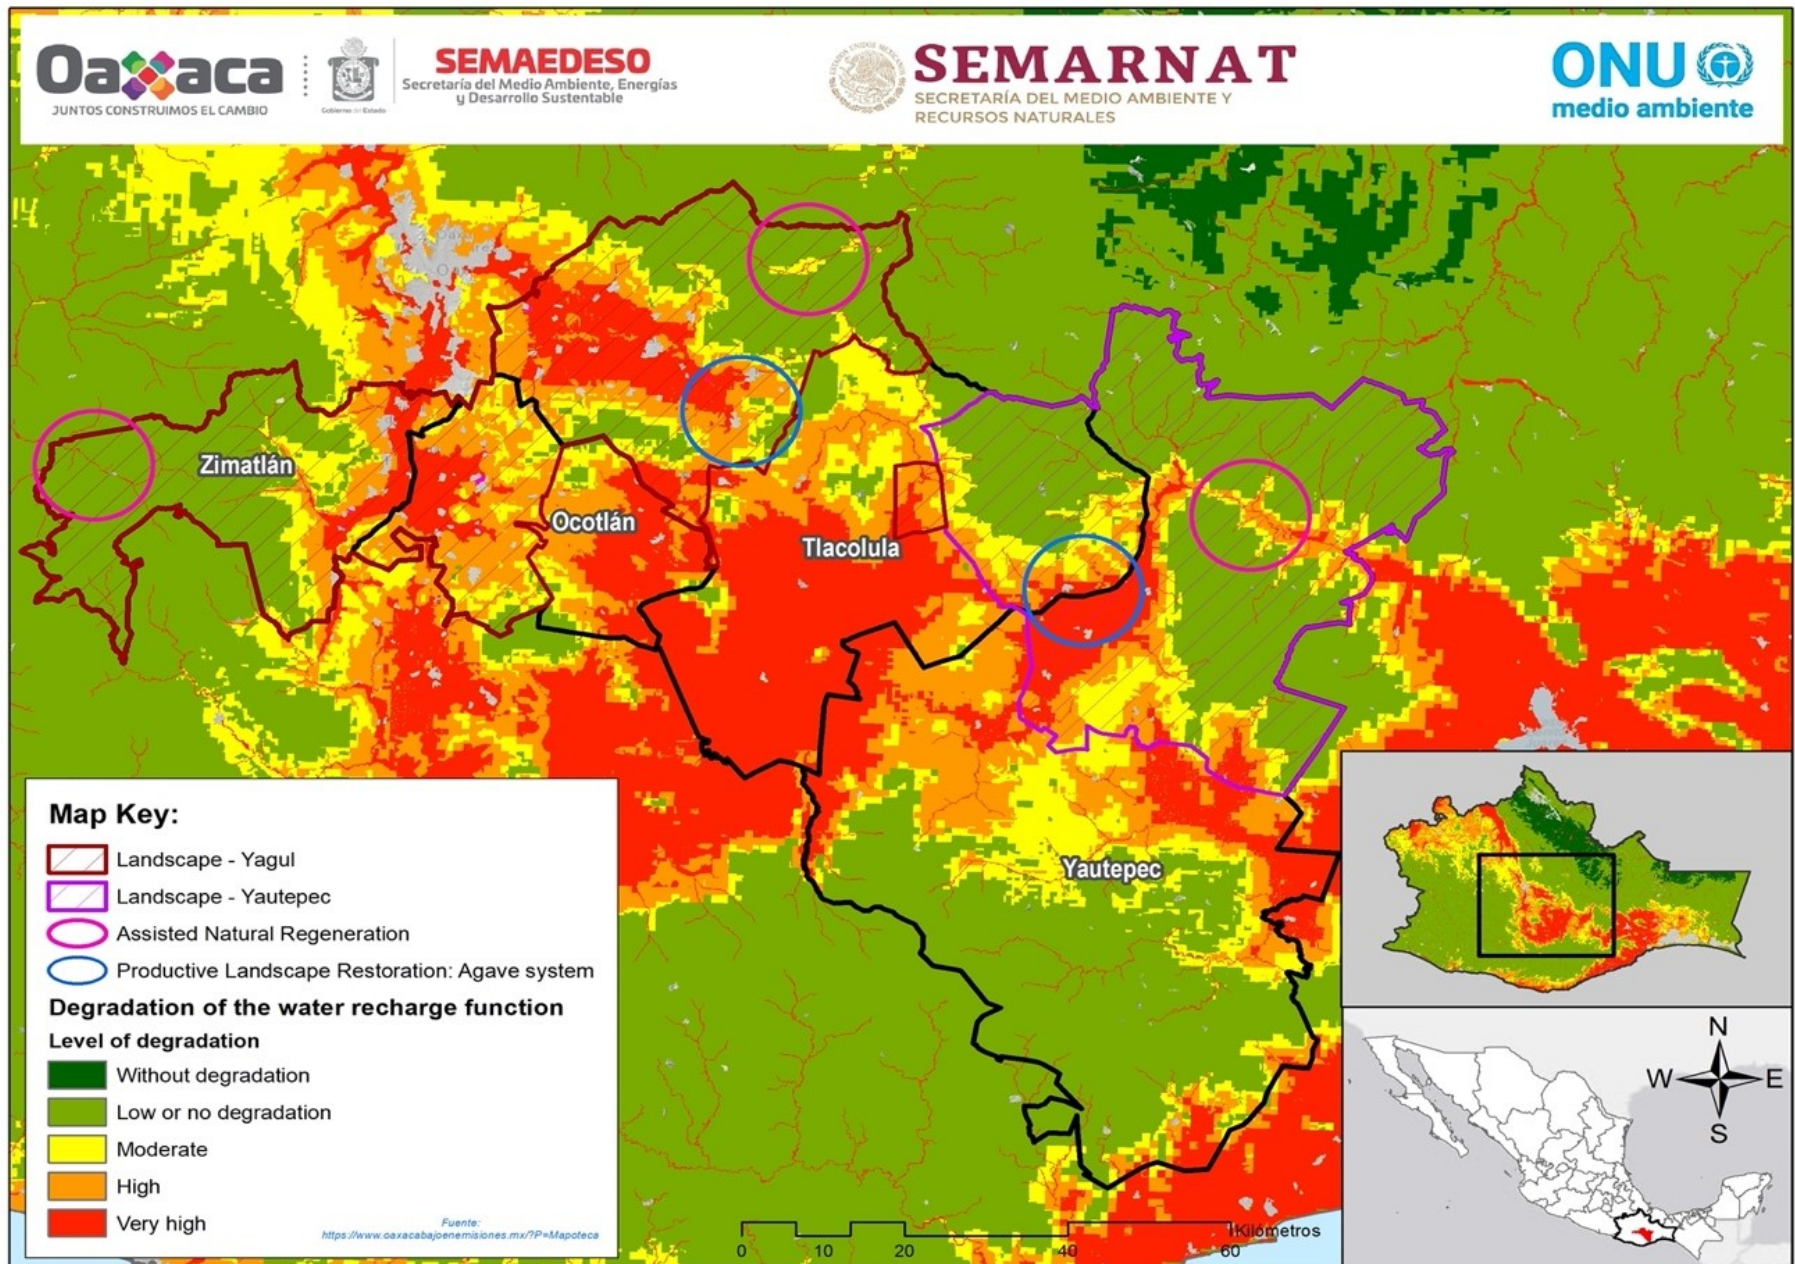 Oaxaca
JUNTOS CONSTRUIMOS EL CAMBIO
Gobierno del Estado
SEMAEDESO
Secretaría del Medio Ambiente, Energías
y Desarrollo Sustentable
SEMARNAT
SECRETARÍA DEL MEDIO AMBIENTE Y
RECURSOS NATURALES
ONU
medio ambiente
Zimatlán
Ocotlán
Tlacolula
Yautepec
Map Key:
Landscape - Yagul
Landscape - Yautepec
Assisted Natural Regeneration
Productive Landscape Restoration: Agave system
Degradation of the water recharge function
Level of degradation
Without degradation
Low or no degradation
Moderate
High
Very high
Fuente:
https://www.oaxacabajoenemisiones.mx/?P=Mapoteca
Kilómetros
0 10 20 40 60
N
W E
S